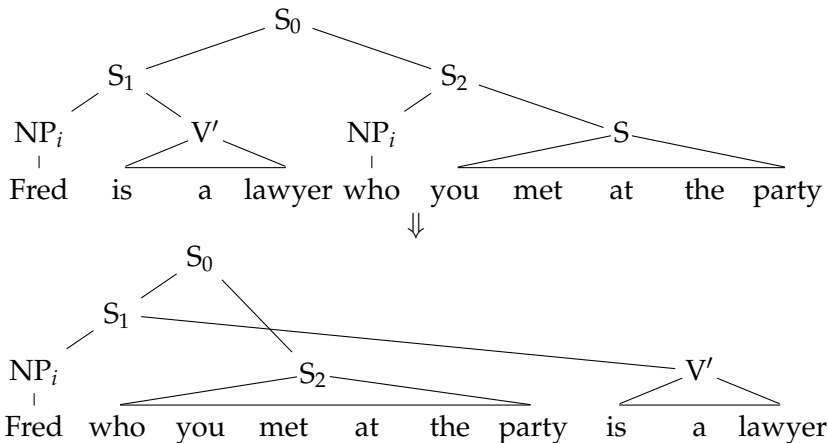 S₀
S₁ S₂
NPᵢ V′ NPᵢ S
Fred is a lawyer who you met at the party
⇓
S₀
S₁
NPᵢ S₂ V′
Fred who you met at the party is a lawyer